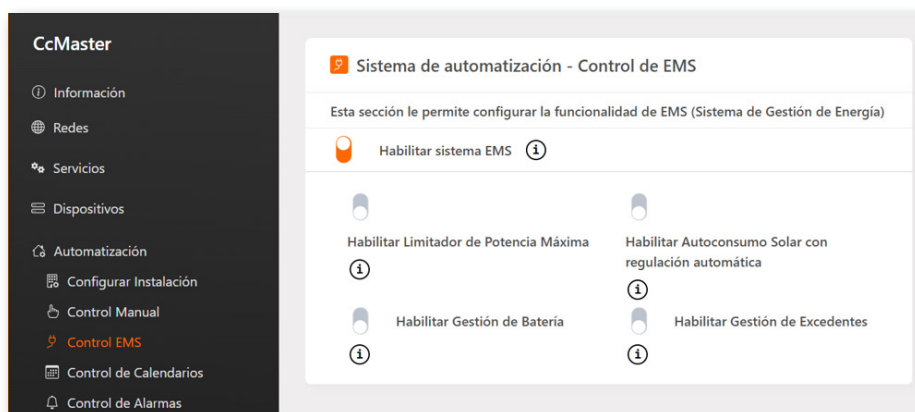 CcMaster
Información
Redes
Servicios
Dispositivos
Automatización
Configurar Instalación
Control Manual
Control EMS
Control de Calendarios
Control de Alarmas
Sistema de automatización - Control de EMS
Esta sección le permite configurar la funcionalidad de EMS (Sistema de Gestión de Energía)
Habilitar sistema EMS
Habilitar Limitador de Potencia Máxima
Habilitar Autoconsumo Solar con
regulación automática
Habilitar Gestión de Batería
Habilitar Gestión de Excedentes